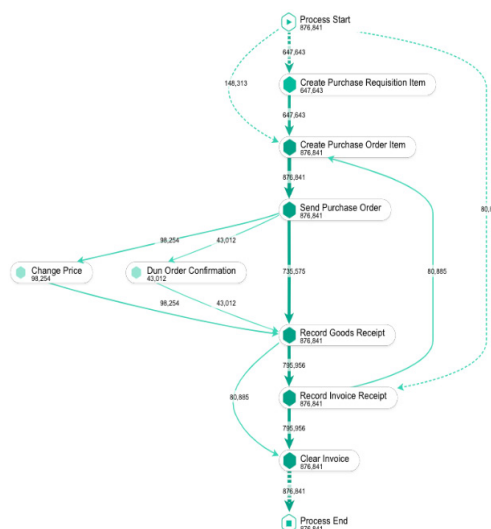 Process Start
876,841
647,643
148,313
Create Purchase Requisition Item
647,643
647,643
Create Purchase Order Item
876,841
876,841
Send Purchase Order
876,841
98,254
43,012
Change Price
98,254
Dun Order Confirmation
43,012
735,575
80,885
98,254
43,012
Record Goods Receipt
876,841
795,956
80,885
Record Invoice Receipt
876,841
795,956
Clear Invoice
876,841
876,841
Process End
876,841